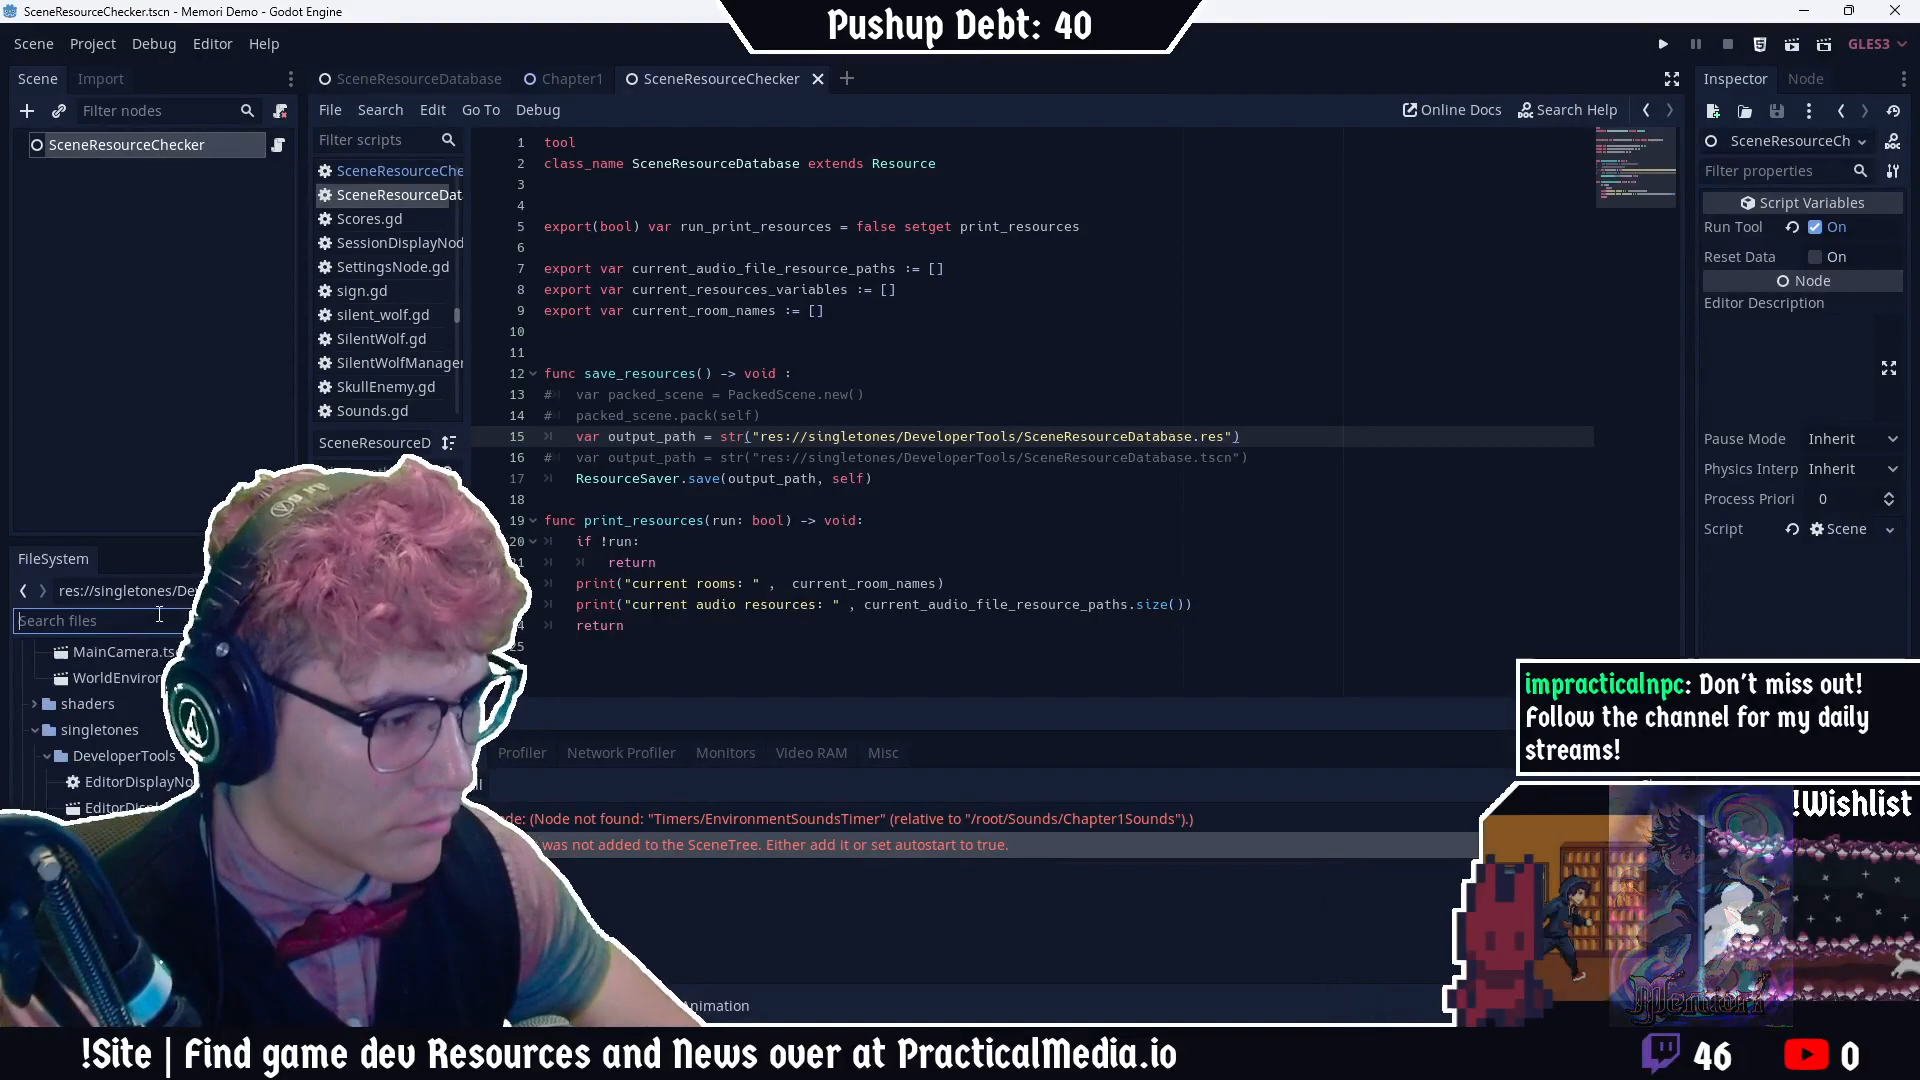 SceneResourceChecker.tscn - Memori Demo - Godot Engine
Pushup Debt: 40
Scene Project Debug Editor Help
GLES3
Scene Import
SceneResourceDatabase Chapter1 SceneResourceChecker
Inspector Node
Filter nodes
File Search Edit Go To Debug
Online Docs Search Help
SceneResourceChecker
Filter scripts
SceneResourceChe
SceneResourceDat
Scores.gd
SessionDisplayNod
SettingsNode.gd
sign.gd
silent_wolf.gd
SilentWolf.gd
SilentWolfManager
SkullEnemy.gd
Sounds.gd
SceneResourceD
1 tool
2 class_name SceneResourceDatabase extends Resource
3
4
5 export(bool) var run_print_resources = false setget print_resources
6
7 export var current_audio_file_resource_paths := []
8 export var current_resources_variables := []
9 export var current_room_names := []
10
11
12 func save_resources() -> void :
13 # var packed_scene = PackedScene.new()
14 # packed_scene.pack(self)
15 var output_path = str("res://singletones/DeveloperTools/SceneResourceDatabase.res")
16 # var output_path = str("res://singletones/DeveloperTools/SceneResourceDatabase.tscn")
17 ResourceSaver.save(output_path, self)
18
19 func print_resources(run: bool) -> void:
20 if !run:
21 return
print("current rooms: " , current_room_names)
print("current audio resources: " , current_audio_file_resource_paths.size())
4 return
25
SceneResourceCh
Filter properties
Script Variables
Run Tool On
Reset Data On
Node
Editor Description
Pause Mode Inherit
Physics Interp Inherit
Process Priori 0
Script Scene
FileSystem
res://singletones/De
Search files
MainCamera.ts
WorldEnviron
shaders
singletones
DeveloperTools
EditorDisplayNo
EditorDisp
Profiler Network Profiler Monitors Video RAM Misc
de: (Node not found: "Timers/EnvironmentSoundsTimer" (relative to "/root/Sounds/Chapter1Sounds").)
was not added to the SceneTree. Either add it or set autostart to true.
Animation
impracticalnpc: Don't miss out!
Follow the channel for my daily
streams!
!Wishlist
Memori
!Site | Find game dev Resources and News over at PracticalMedia.io
46 0